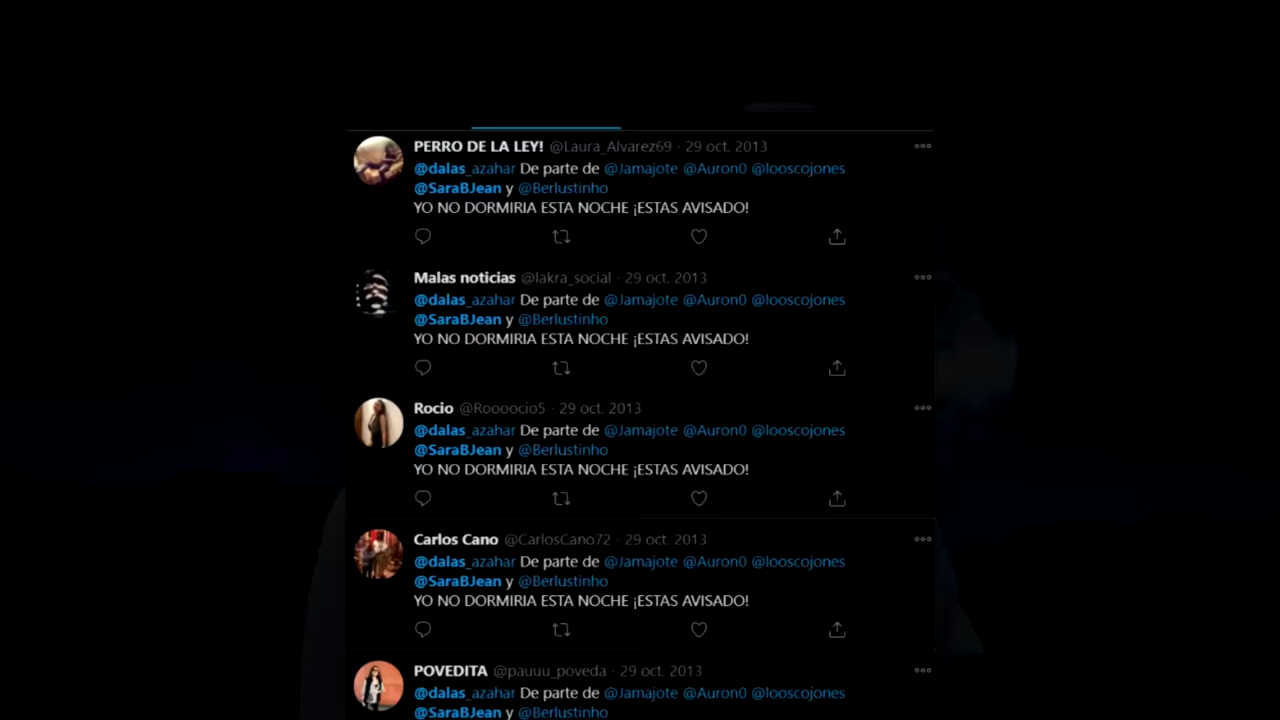 PERRO DE LA LEY! @Laura_Alvarez69 · 29 oct. 2013
@dalas_azahar De parte de @Jamajote @Auron0 @looscojones
@SaraBJean y @Berlustinho
YO NO DORMIRIA ESTA NOCHE ¡ESTAS AVISADO!
Malas noticias @lakra_social · 29 oct. 2013
@dalas_azahar De parte de @Jamajote @Auron0 @looscojones
@SaraBJean y @Berlustinho
YO NO DORMIRIA ESTA NOCHE ¡ESTAS AVISADO!
Rocio @Roooocio5 · 29 oct. 2013
@dalas_azahar De parte de @Jamajote @Auron0 @looscojones
@SaraBJean y @Berlustinho
YO NO DORMIRIA ESTA NOCHE ¡ESTAS AVISADO!
Carlos Cano @CarlosCano72 · 29 oct. 2013
@dalas_azahar De parte de @Jamajote @Auron0 @looscojones
@SaraBJean y @Berlustinho
YO NO DORMIRIA ESTA NOCHE ¡ESTAS AVISADO!
POVEDITA @pauuu_poveda · 29 oct. 2013
@dalas_azahar De parte de @Jamajote @Auron0 @looscojones
@SaraBJean y @Berlustinho